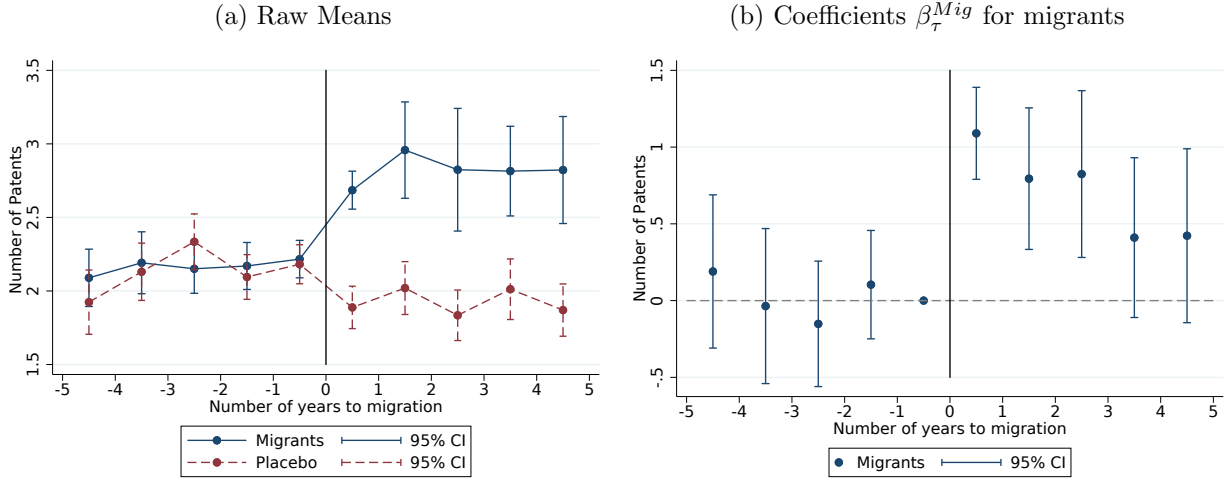 (a) Raw Means
Number of Patents
3.5
3
2.5
2
1.5
-5 -4 -3 -2 -1 0 1 2 3 4 5
Number of years to migration
Migrants 95% CI
Placebo 95% CI
(b) Coefficients β_τ^{Mig} for migrants
Number of Patents
1.5
1
.5
0
-.5
-5 -4 -3 -2 -1 0 1 2 3 4 5
Number of years to migration
Migrants 95% CI